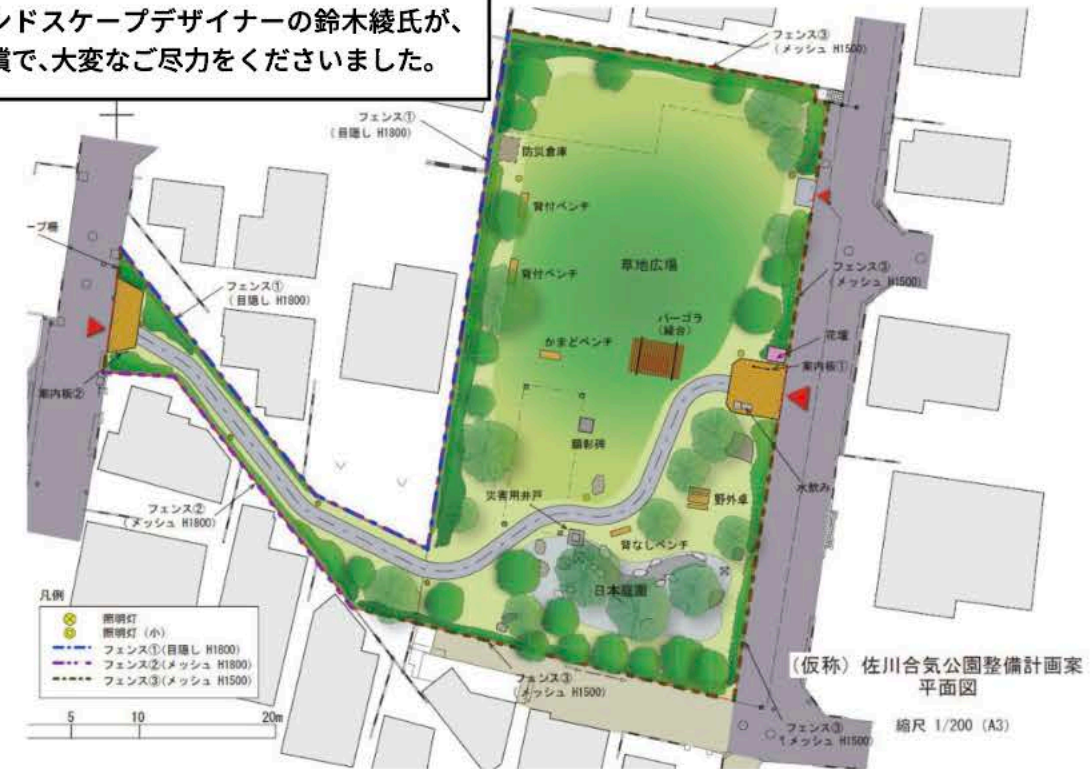 ンドスケープデザイナーの鈴木綾氏が、
償で、大変なご尽力をくださいました。
フェンス③
(メッシュ H1500)
フェンス①
(目隠し H1800)
防災倉庫
背付ベンチ
草地広場
背付ベンチ
フェンス③
(メッシュ H1500)
ープ柵
フェンス①
(目隠し H1800)
パーゴラ
(縁台)
かまどベンチ
花壇
案内板①
案内板②
顕彰碑
水飲み
災害用井戸
野外卓
フェンス②
(メッシュ H1800)
背なしベンチ
日本庭園
凡例
照明灯
照明灯（小）
フェンス①(目隠し H1800)
フェンス②(メッシュ H1800)
フェンス③(メッシュ H1500)
5 10 20m
フェンス③
(メッシュ H1500)
フェンス③
(メッシュ H1500)
(仮称) 佐川合気公園整備計画案
平面図
縮尺 1/200 (A3)